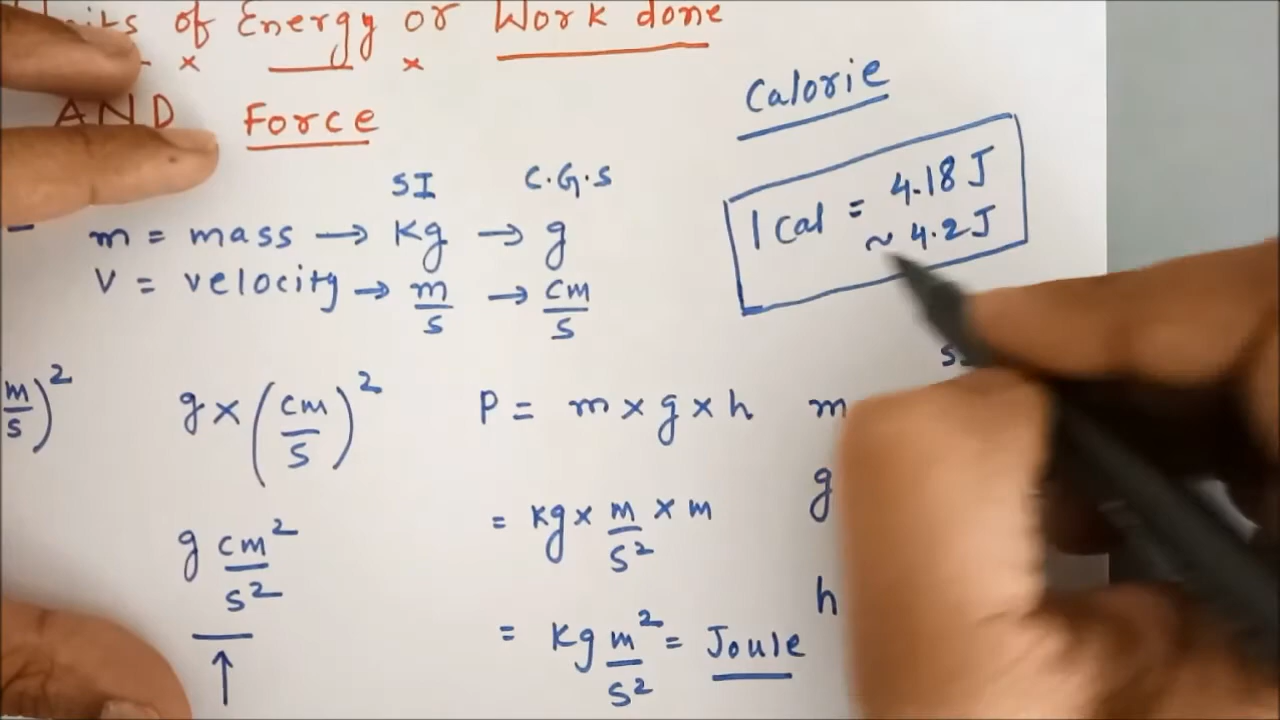 of Energy or Work done
AND Force
Calorie
SI C.G.S
1 Cal = 4.18 J
~ 4.2 J
m = mass → Kg → g
V = velocity → m/s → cm/s
m/s)² g x (cm/s)² P = m x g x h m
g
= Kg x m/s² x m
g cm²/s²
h
= Kg m²/s² = Joule